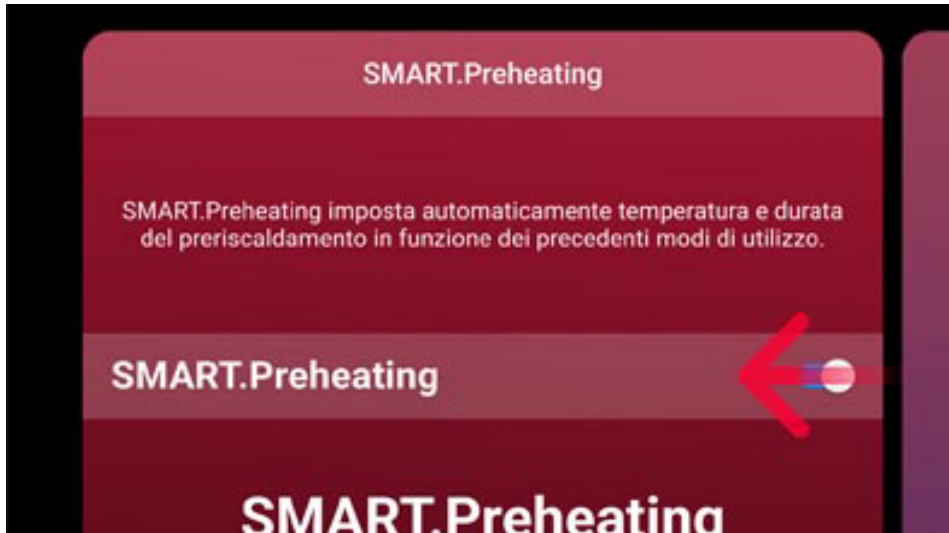 SMART.Preheating
SMART.Preheating imposta automaticamente temperatura e durata
del preriscaldamento in funzione dei precedenti modi di utilizzo.
SMART.Preheating
SMART.Preheating